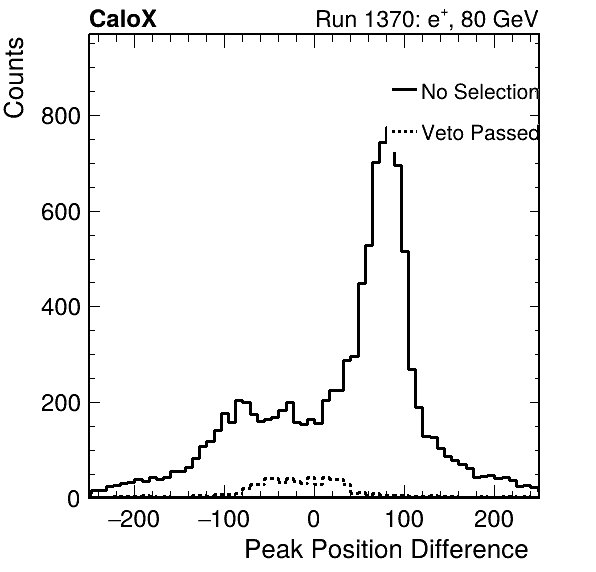 CaloX Run 1370: e⁺, 80 GeV
Counts
No Selection
Veto Passed
800
600
400
200
0
−200 −100 0 100 200
Peak Position Difference